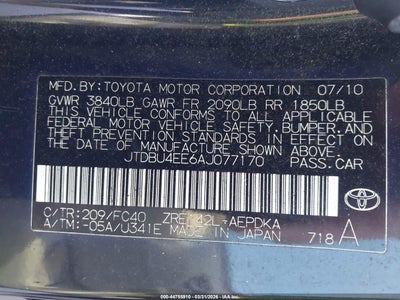 MFD.BY:TOYOTA MOTOR CORPORATION 07/10
GVWR 3840LB GAWR FR 2090LB RR 1850LB
THIS VEHICLE CONFORMS TO ALL APPLICABLE FEDERAL MOTOR
VEHICLE SAFETY, BUMPER, AND THEFT PREVENTION STANDARDS IN EFFECT ON THE
DATE OF MANUFACTURE SHOWN ABOVE.
JTDBU4EE6AJ077170 PASS.CAR
C/TR:209/FC40 ZRE142L-AEPDKA
A/TM:-05A/U341E
MADE IN JAPAN 718 A
TOYOTA
000-44755910 - 03/31/2026 - IAA